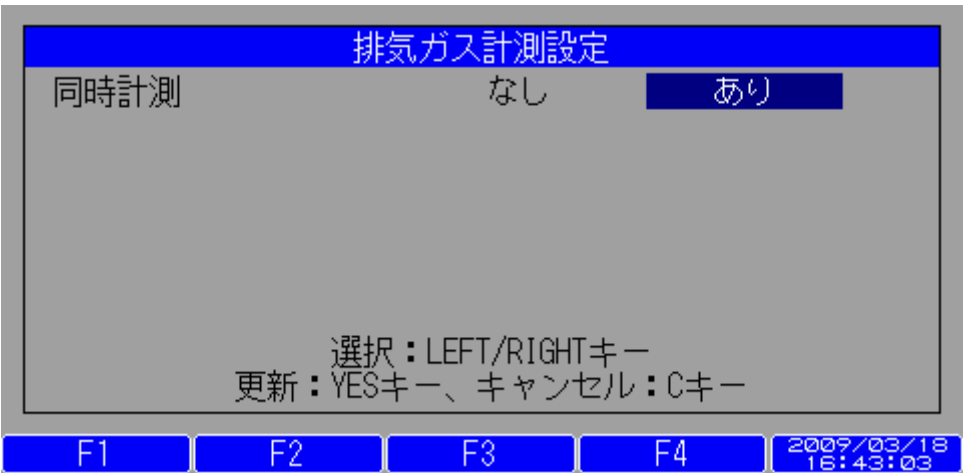 排気ガス計測設定
同時計測 なし あり
選択：LEFT/RIGHTキー
更新：YESキー、キャンセル：Cキー
F1 F2 F3 F4 2009/03/18
16:43:03